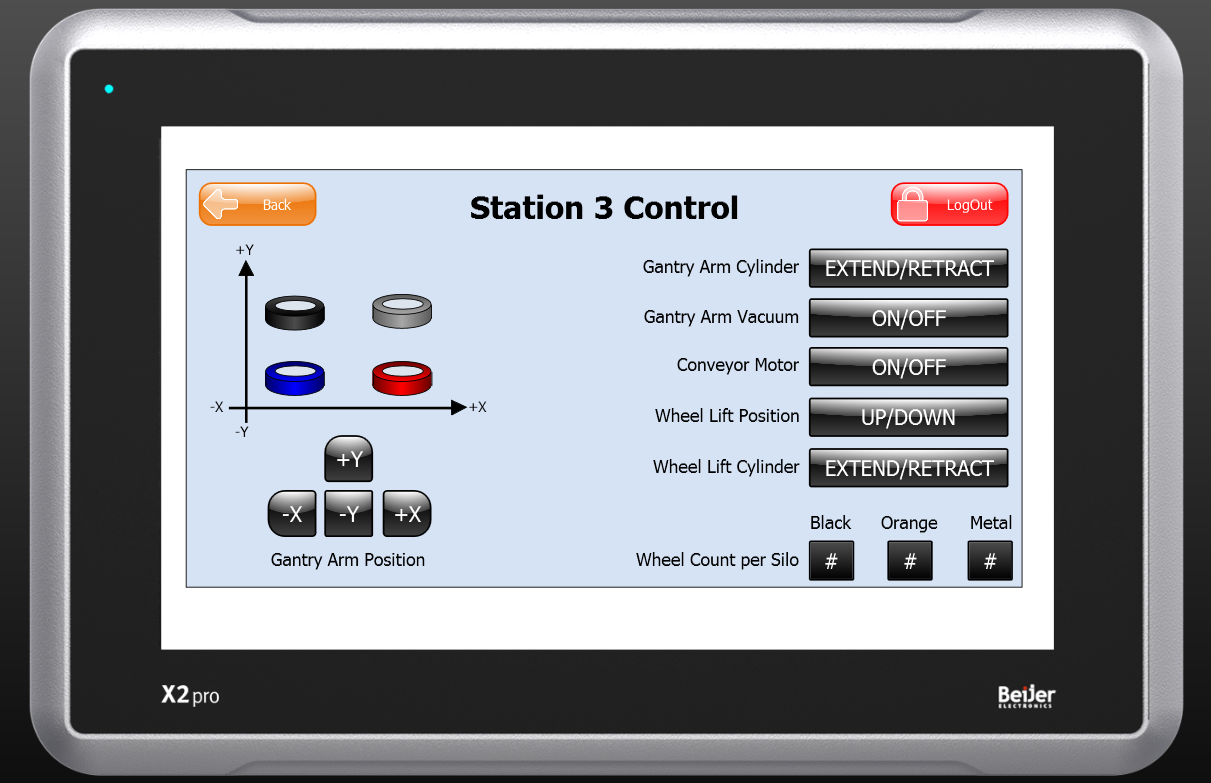 Back
Station 3 Control
LogOut
+Y
-X
+X
-Y
+Y
-X
-Y
+X
Gantry Arm Position
Gantry Arm Cylinder
EXTEND/RETRACT
Gantry Arm Vacuum
ON/OFF
Conveyor Motor
ON/OFF
Wheel Lift Position
UP/DOWN
Wheel Lift Cylinder
EXTEND/RETRACT
Black Orange Metal
Wheel Count per Silo # # #
X2 pro
Beijer
ELECTRONICS